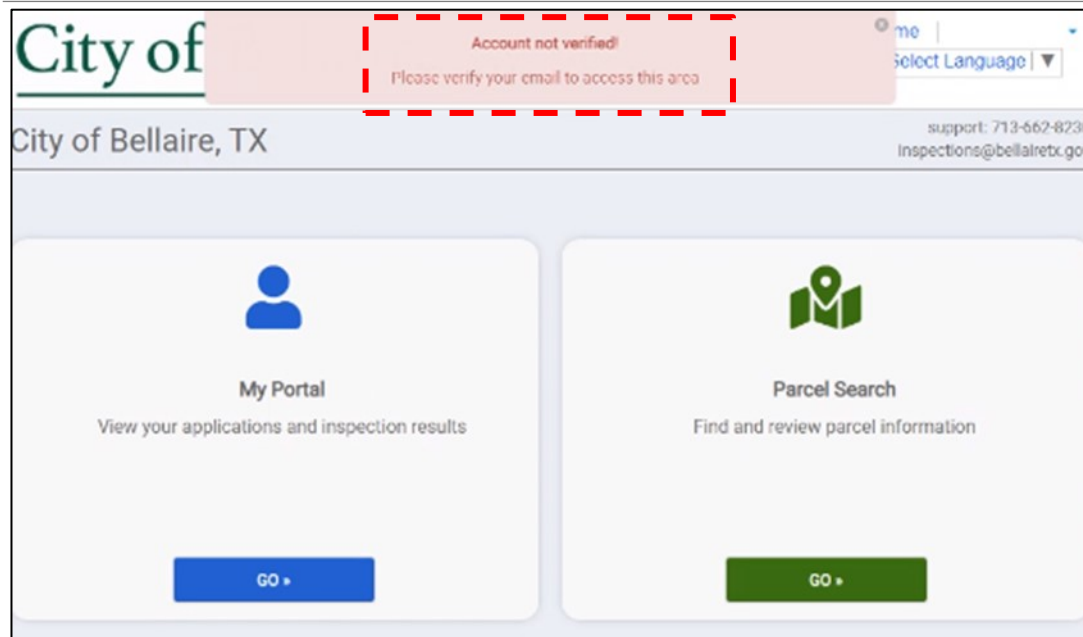 City of
Account not verified!
Please verify your email to access this area
me |
Select Language | ▼
City of Bellaire, TX
support: 713-662-823
inspections@bellairetx.go
My Portal
View your applications and inspection results
GO »
Parcel Search
Find and review parcel information
GO »